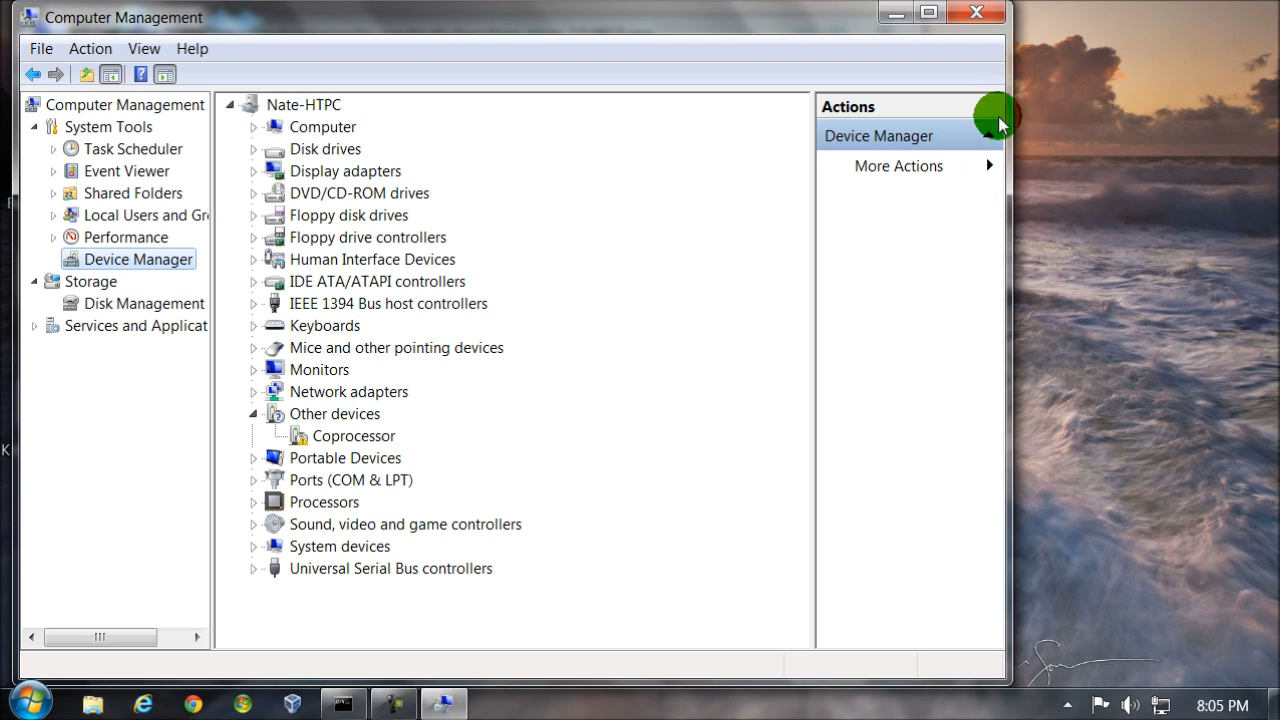 Computer Management
File Action View Help
Computer Management
System Tools
Task Scheduler
Event Viewer
Shared Folders
Local Users and Gr
Performance
Device Manager
Storage
Disk Management
Services and Applicat
Nate-HTPC
Computer
Disk drives
Display adapters
DVD/CD-ROM drives
Floppy disk drives
Floppy drive controllers
Human Interface Devices
IDE ATA/ATAPI controllers
IEEE 1394 Bus host controllers
Keyboards
Mice and other pointing devices
Monitors
Network adapters
Other devices
Coprocessor
Portable Devices
Ports (COM & LPT)
Processors
Sound, video and game controllers
System devices
Universal Serial Bus controllers
Actions
Device Manager
More Actions
K
8:05 PM